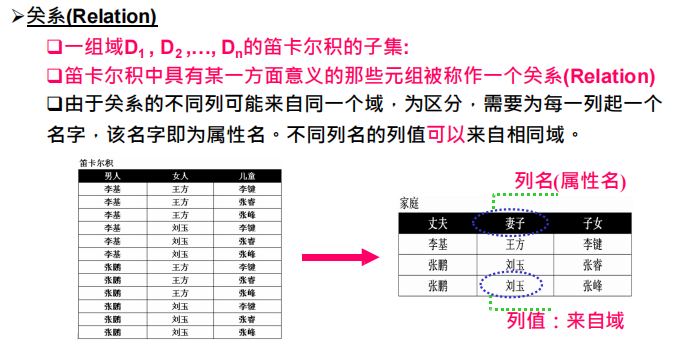 ➢关系(Relation)
❑一组域D1 , D2 ,…, Dn的笛卡尔积的子集:
❑笛卡尔积中具有某一方面意义的那些元组被称作一个关系(Relation)
❑由于关系的不同列可能来自同一个域，为区分，需要为每一列起一个
名字，该名字即为属性名。不同列名的列值可以来自相同域。
笛卡尔积
男人 女人 儿童
李基 王方 李键
李基 王方 张睿
李基 王方 张峰
李基 刘玉 李键
李基 刘玉 张睿
李基 刘玉 张峰
张鹏 王方 李键
张鹏 王方 张睿
张鹏 王方 张峰
张鹏 刘玉 李键
张鹏 刘玉 张睿
张鹏 刘玉 张峰
列名(属性名)
家庭
丈夫 妻子 子女
李基 王方 李键
张鹏 刘玉 张睿
张鹏 刘玉 张峰
列值：来自域